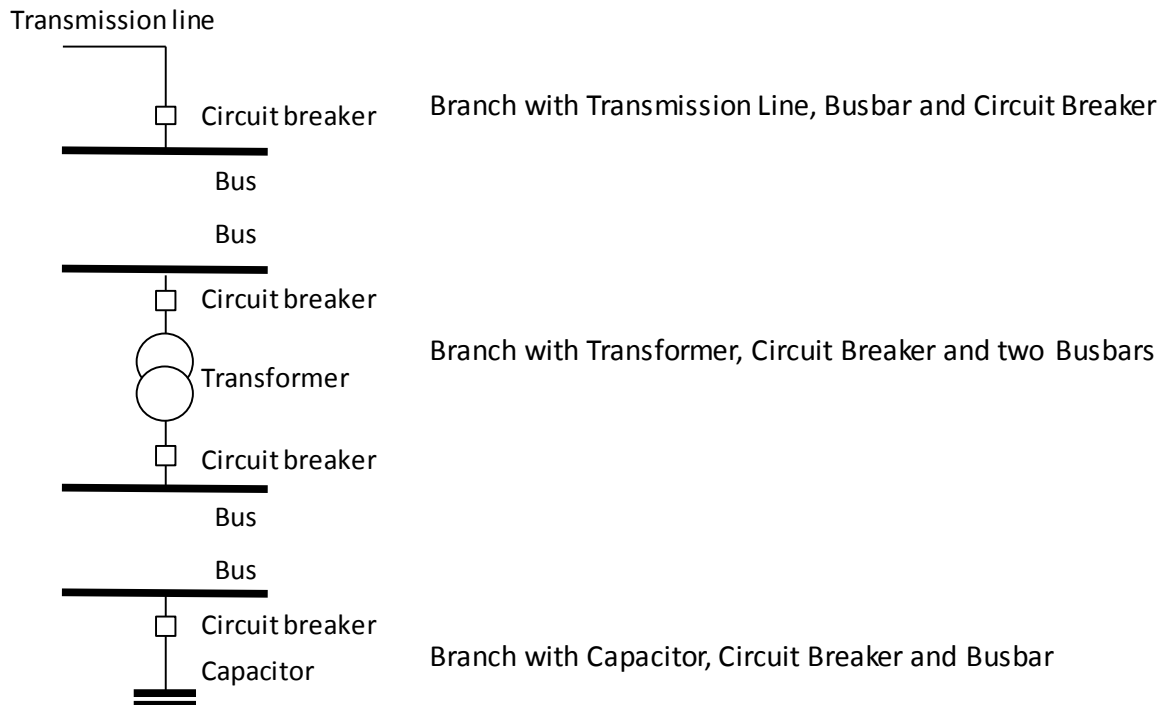 Transmission line
Circuit breaker
Branch with Transmission Line, Busbar and Circuit Breaker
Bus
Bus
Circuit breaker
Branch with Transformer, Circuit Breaker and two Busbars
Transformer
Circuit breaker
Bus
Bus
Circuit breaker
Branch with Capacitor, Circuit Breaker and Busbar
Capacitor